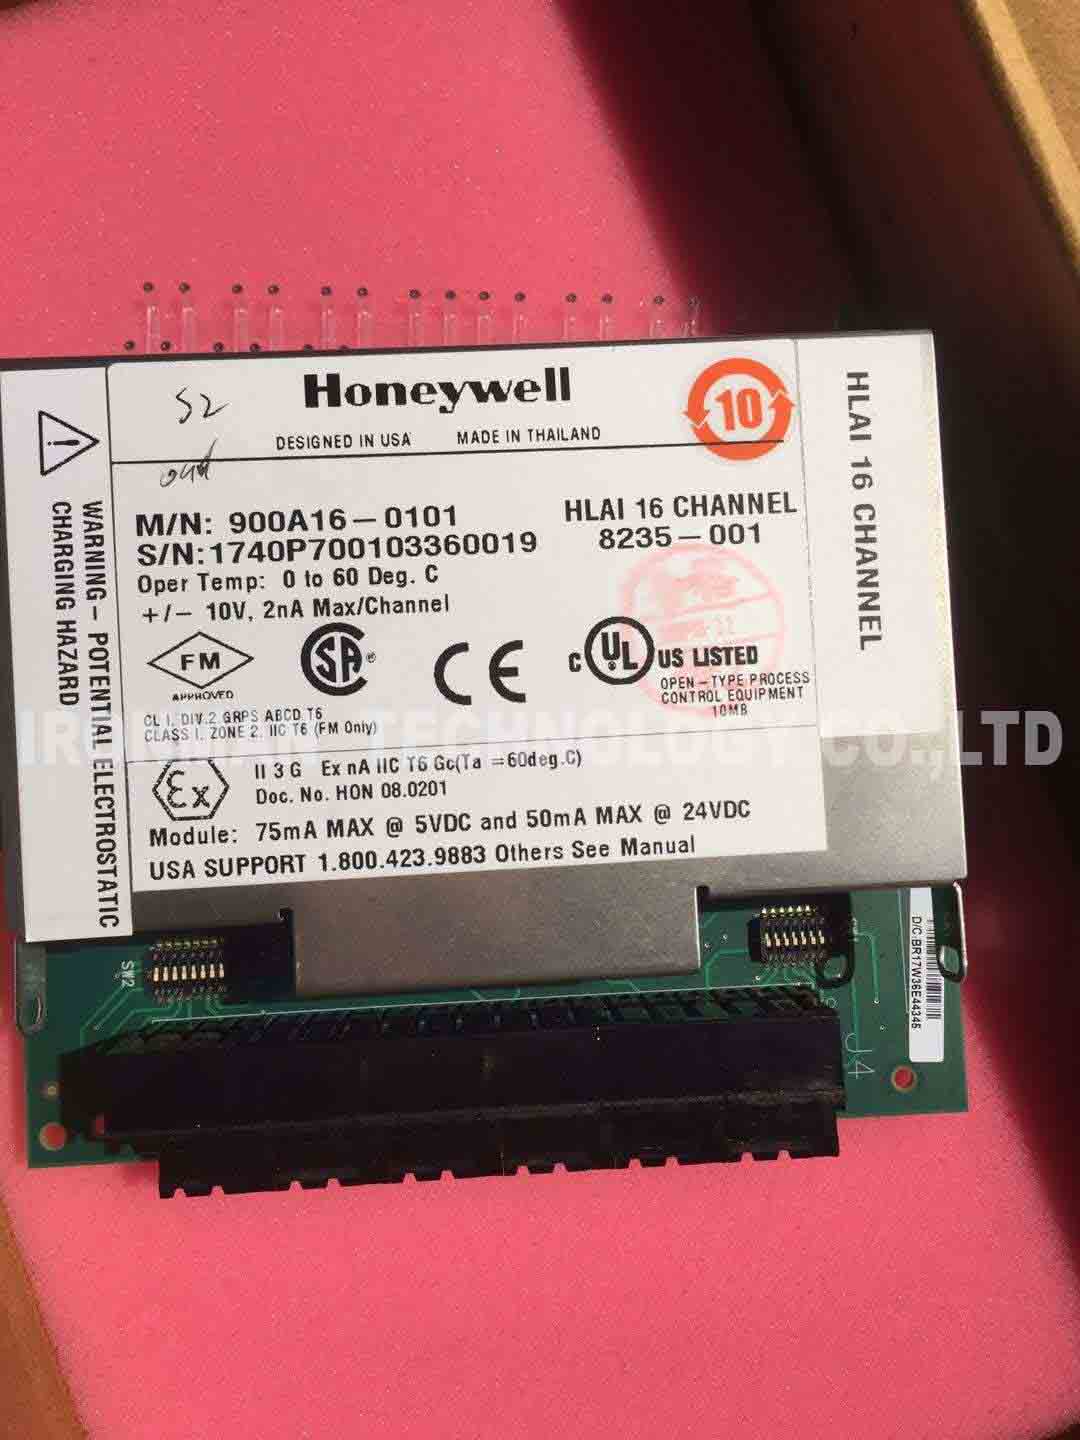 S2
Honeywell
10
DESIGNED IN USA MADE IN THAILAND
M/N: 900A16-0101 HLAI 16 CHANNEL
S/N:1740P700103360019 8235-001
Oper Temp: 0 to 60 Deg. C
+/- 10V, 2nA Max/Channel
FM
APPROVED
SA
CE
c UL US LISTED
OPEN-TYPE PROCESS
CONTROL EQUIPMENT
10MB
CL I, DIV.2 GRPS ABCD T6
CLASS I, ZONE 2, IIC T6 (FM Only)
Ex
II 3 G Ex nA IIC T6 Gc(Ta =60deg.C)
Doc. No. HON 08.0201
Module: 75mA MAX @ 5VDC and 50mA MAX @ 24VDC
USA SUPPORT 1.800.423.9883 Others See Manual
WARNING- POTENTIAL ELECTROSTATIC
CHARGING HAZARD
HLAI 16 CHANNEL
TECHNOLOGY CO.,LTD
SW2
D/C:BR17W36E44345
J4